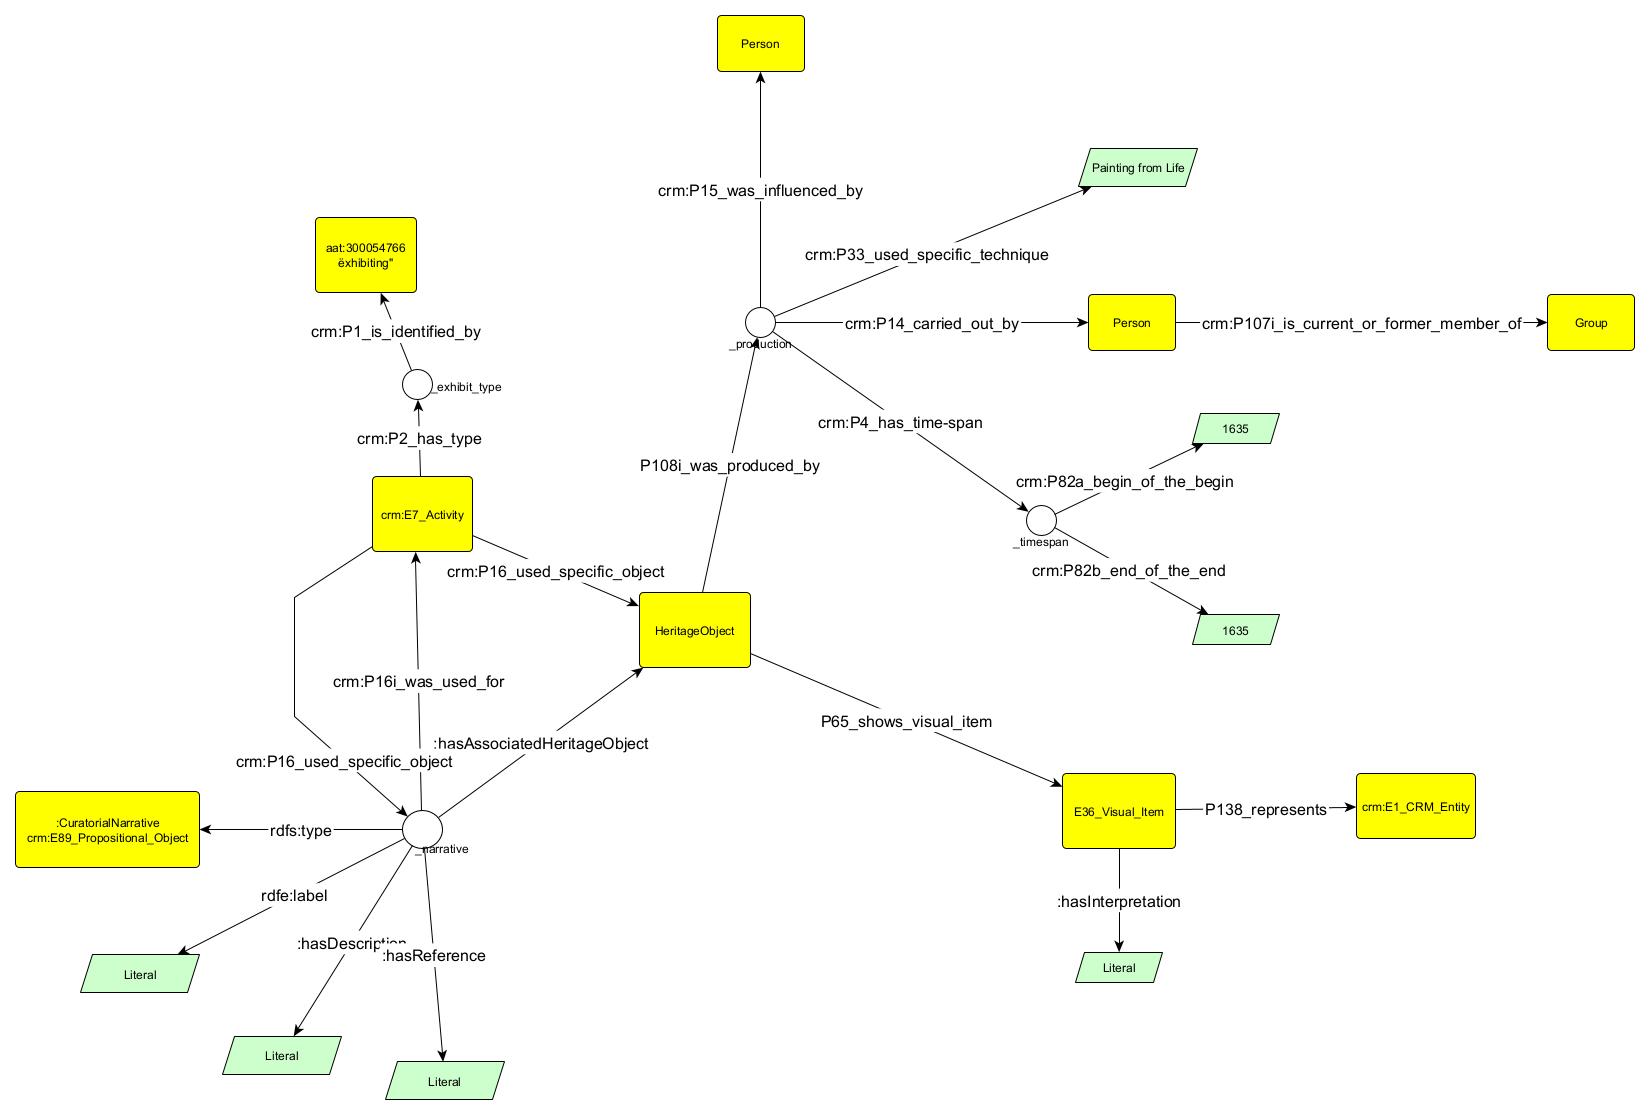 Person
crm:P15_was_influenced_by
Painting from Life
crm:P33_used_specific_technique
aat:300054766
ëxhibiting"
crm:P1_is_identified_by
_production
crm:P14_carried_out_by
Person
crm:P107i_is_current_or_former_member_of
Group
_exhibit_type
crm:P2_has_type
crm:P4_has_time-span
1635
crm:P82a_begin_of_the_begin
P108i_was_produced_by
crm:E7_Activity
_timespan
crm:P82b_end_of_the_end
crm:P16_used_specific_object
HeritageObject
1635
crm:P16i_was_used_for
P65_shows_visual_item
:hasAssociatedHeritageObject
crm:P16_used_specific_object
:CuratorialNarrative
crm:E89_Propositional_Object
rdfs:type
_narrative
E36_Visual_Item
P138_represents
crm:E1_CRM_Entity
rdfe:label
:hasInterpretation
:hasDescription
:hasReference
Literal
Literal
Literal
Literal